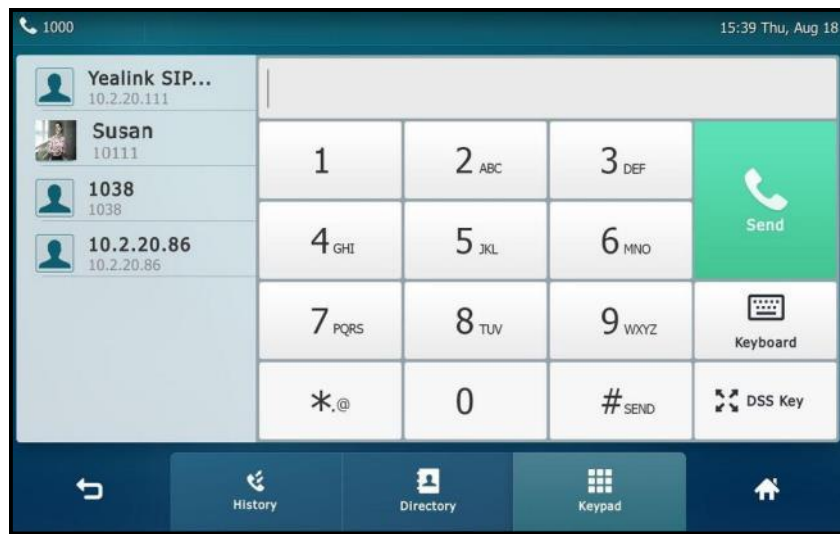 1000
15:39 Thu, Aug 18
Yealink SIP...
10.2.20.111
Susan
10111
1038
1038
10.2.20.86
10.2.20.86
1
2 ABC
3 DEF
Send
4 GHI
5 JKL
6 MNO
7 PQRS
8 TUV
9 WXYZ
Keyboard
*.@
0
# SEND
DSS Key
History
Directory
Keypad